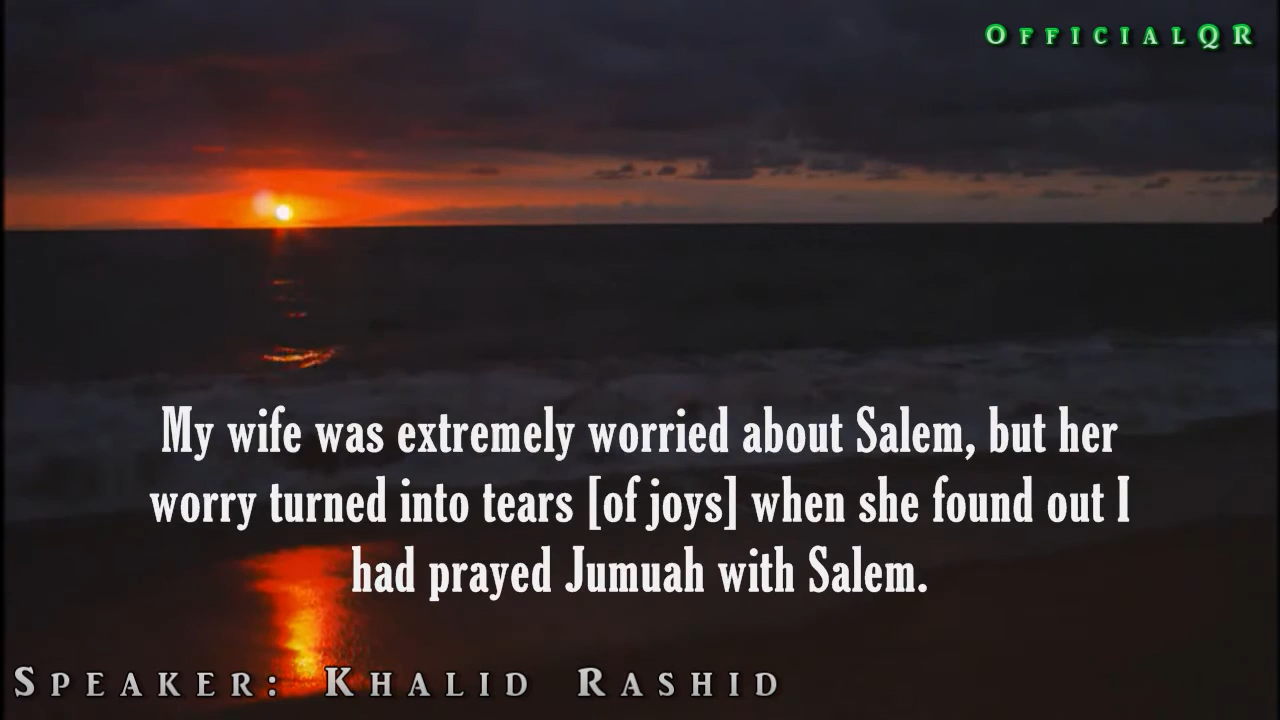 OFFICIALQR
My wife was extremely worried about Salem, but her
worry turned into tears [of joys] when she found out I
had prayed Jumuah with Salem.
SPEAKER: KHALID RASHID